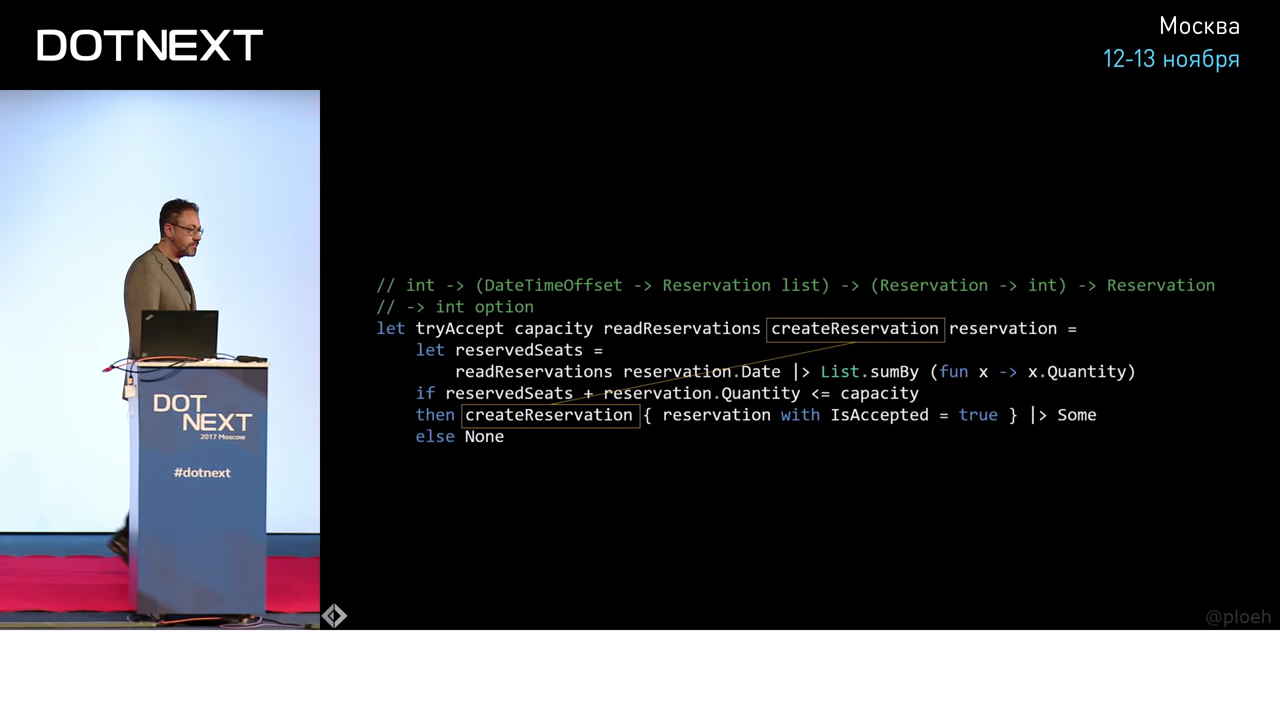 DOTNEXT
Москва
12-13 ноября
// int -> (DateTimeOffset -> Reservation list) -> (Reservation -> int) -> Reservation
// -> int option
let tryAccept capacity readReservations createReservation reservation =
let reservedSeats =
readReservations reservation.Date |> List.sumBy (fun x -> x.Quantity)
if reservedSeats + reservation.Quantity <= capacity
then createReservation { reservation with IsAccepted = true } |> Some
else None
DOT
NEXT
2017 Moscow
#dotnext
@ploeh